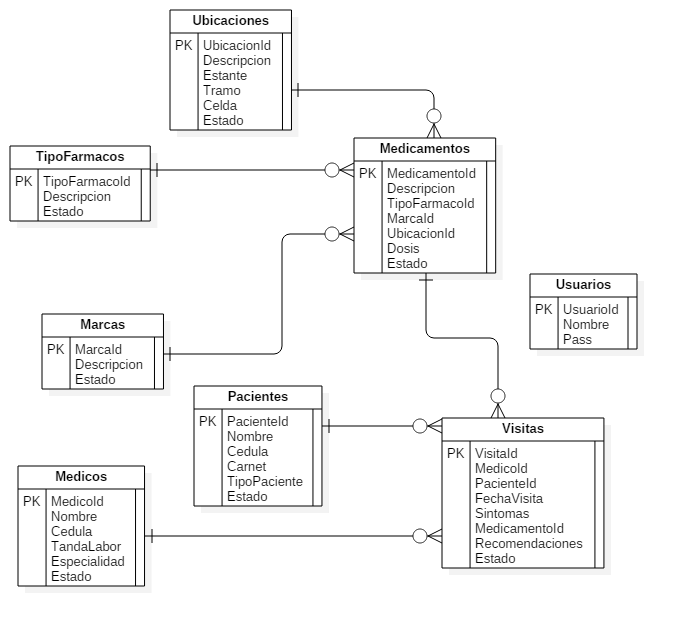 Ubicaciones
PK UbicacionId
Descripcion
Estante
Tramo
Celda
Estado
TipoFarmacos
PK TipoFarmacoId
Descripcion
Estado
Medicamentos
PK MedicamentoId
Descripcion
TipoFarmacoId
MarcaId
UbicacionId
Dosis
Estado
Usuarios
PK UsuarioId
Nombre
Pass
Marcas
PK MarcaId
Descripcion
Estado
Pacientes
PK PacienteId
Nombre
Cedula
Carnet
TipoPaciente
Estado
Visitas
PK VisitaId
MedicoId
PacienteId
FechaVisita
Sintomas
MedicamentoId
Recomendaciones
Estado
Medicos
PK MedicoId
Nombre
Cedula
TandaLabor
Especialidad
Estado